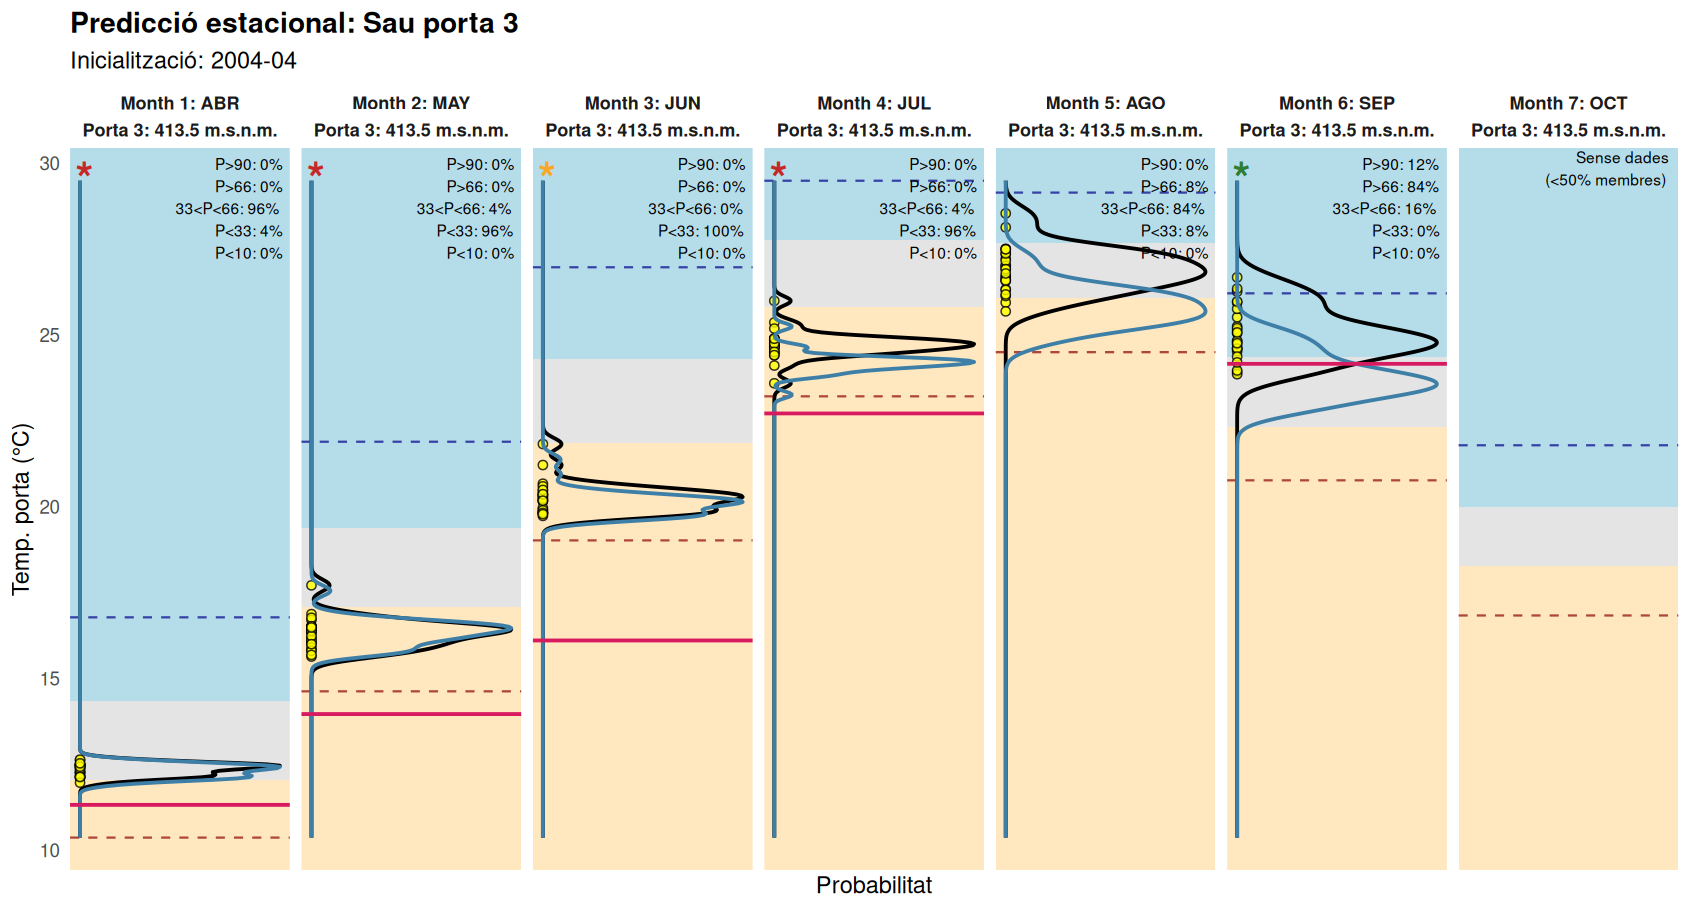 Predicció estacional: Sau porta 3
Inicialització: 2004-04
Month 1: ABR
Porta 3: 413.5 m.s.n.m.
Month 2: MAY
Porta 3: 413.5 m.s.n.m.
Month 3: JUN
Porta 3: 413.5 m.s.n.m.
Month 4: JUL
Porta 3: 413.5 m.s.n.m.
Month 5: AGO
Porta 3: 413.5 m.s.n.m.
Month 6: SEP
Porta 3: 413.5 m.s.n.m.
Month 7: OCT
Porta 3: 413.5 m.s.n.m.
Temp. porta (°C)
30
25
20
15
10
*
P>90: 0%
P>66: 0%
33<P<66: 96%
P<33: 4%
P<10: 0%
*
P>90: 0%
P>66: 0%
33<P<66: 4%
P<33: 96%
P<10: 0%
*
P>90: 0%
P>66: 0%
33<P<66: 0%
P<33: 100%
P<10: 0%
*
P>90: 0%
P>66: 0%
33<P<66: 4%
P<33: 96%
P<10: 0%
P>90: 0%
P>66: 8%
33<P<66: 84%
P<33: 8%
P<10: 0%
*
P>90: 12%
P>66: 84%
33<P<66: 16%
P<33: 0%
P<10: 0%
Sense dades
(<50% membres)
Probabilitat